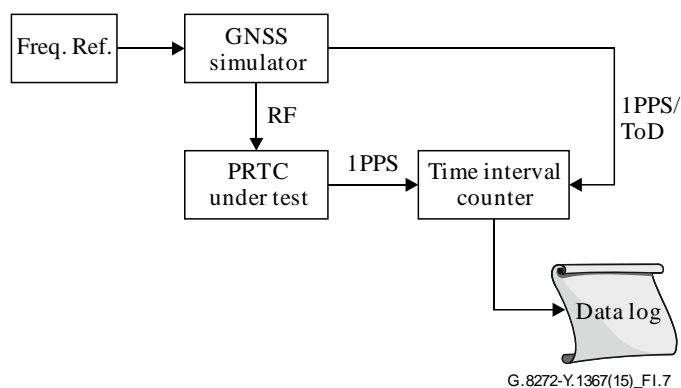 Freq. Ref.
GNSS
simulator
1PPS/
ToD
RF
PRTC
under test
1PPS
Time interval
counter
Data log
G.8272-Y.1367(15)_FI.7